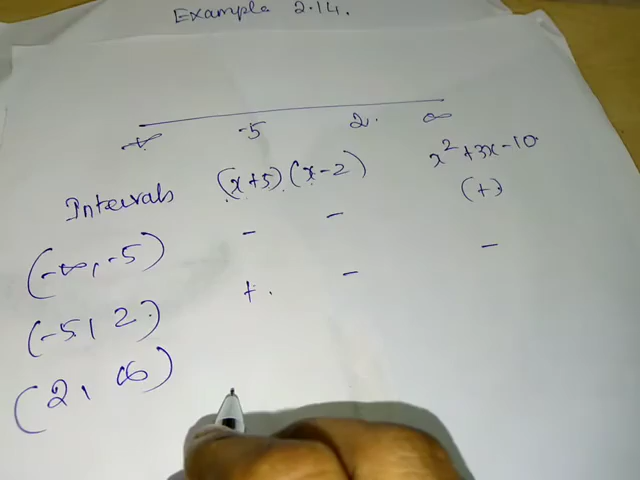 Example 2.14.
-∞ -5 2. ∞
Intervals (x+5) (x-2) x²+3x-10
(-∞, -5) - - (+)
(-5, 2) + . - -
(2, ∞)